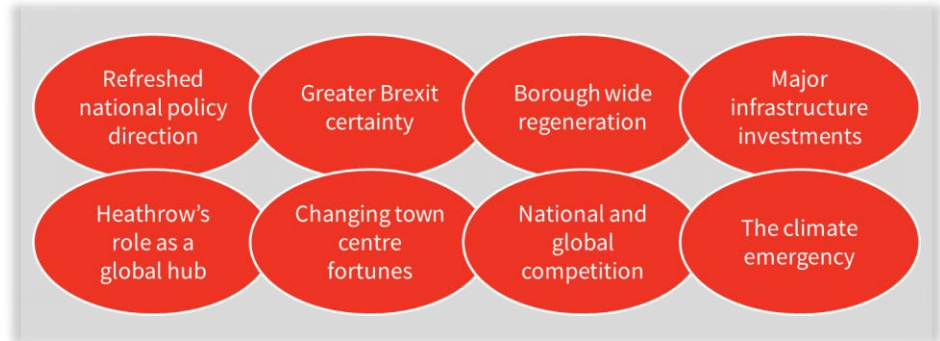 Refreshed
national policy
direction
Greater Brexit
certainty
Borough wide
regeneration
Major
infrastructure
investments
Heathrow's
role as a
global hub
Changing town
centre
fortunes
National and
global
competition
The climate
emergency